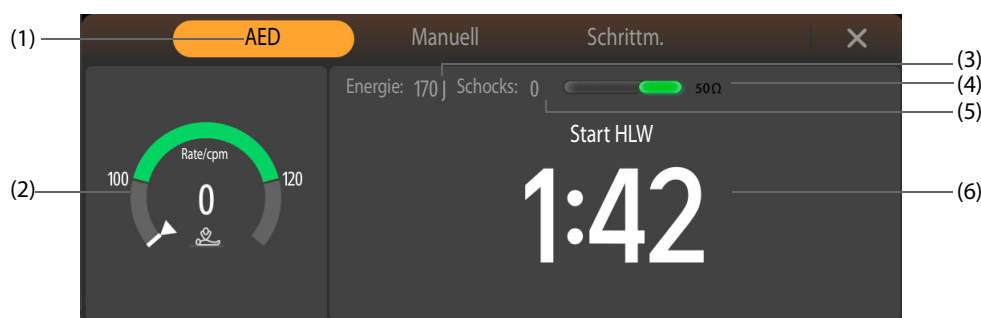 (1) AED Manuell Schrittm. ×
(3)
Energie: 170 J Schocks: 0 50Ω (4)
(5)
Start HLW
Rate/cpm
100 120
(2) 0 1:42 (6)